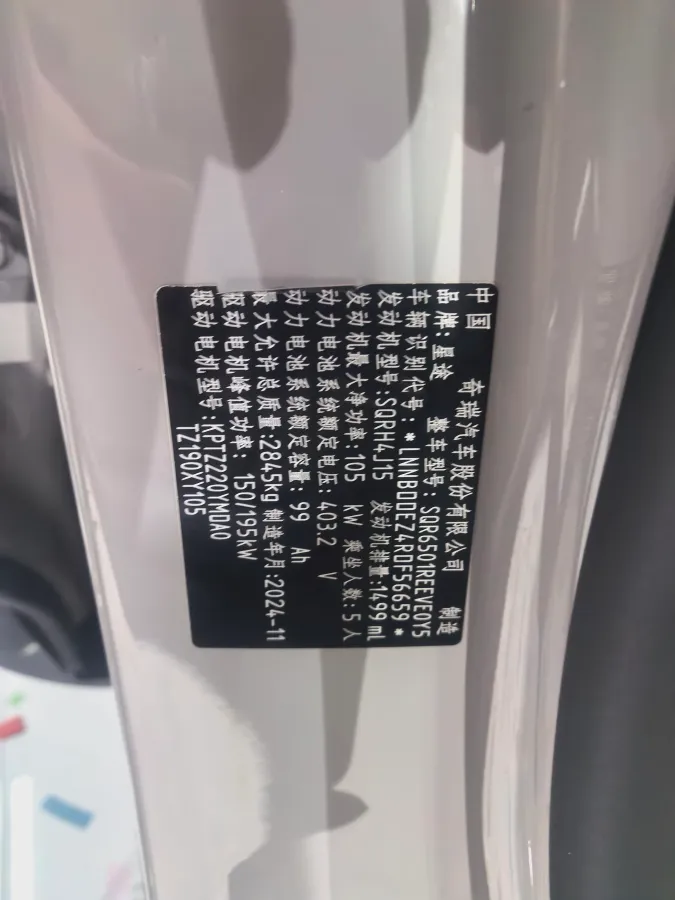 中国 奇瑞汽车股份有限公司 制造
品牌:星途 整车型号:SQR6501REEVE0Y5
车辆识别代号:*LNNBDDEZ4RDF56659*
发动机型号:SQRH4J15 发动机排量:1499 mL
发动机最大净功率:105 kW 乘坐人数:5 人
动力电池系统额定电压:403.2 V
动力电池系统额定容量:99 Ah
最大允许总质量:2845kg 制造年月:2024-11
驱动电机峰值功率:150/195kW
驱动电机型号:KPTZ220YMDA0
TZ190XY105